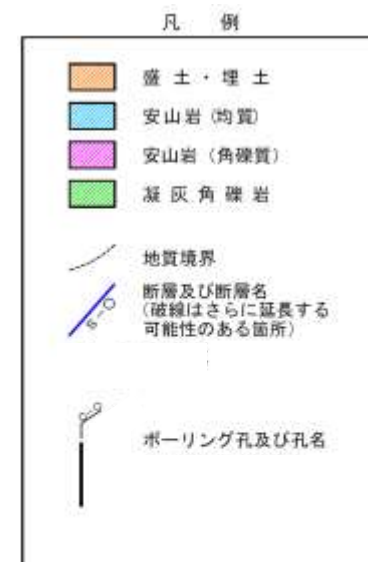 凡 例
盛土・埋土
安山岩(均質)
安山岩(角礫質)
凝灰角礫岩
地質境界
S-O
断層及び断層名
(破線はさらに延長する
可能性のある箇所)
ボーリング孔及び孔名